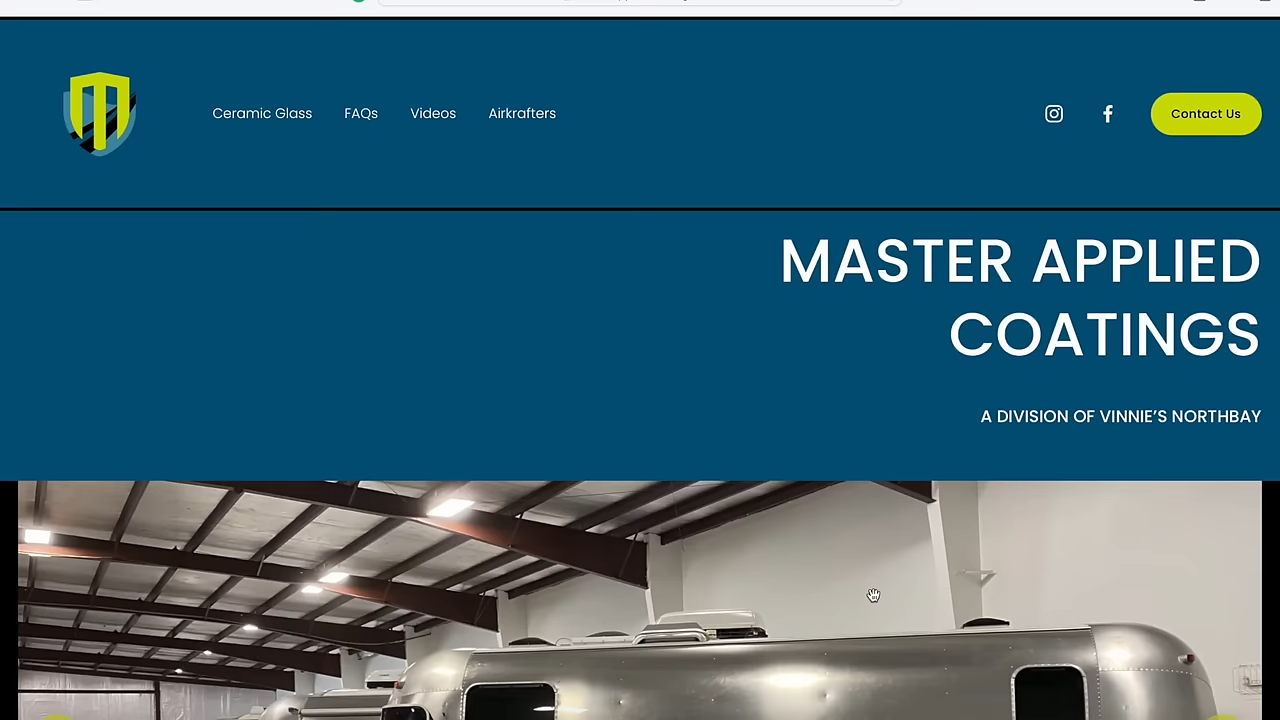 Ceramic Glass FAQs Videos Airkrafters Contact Us
MASTER APPLIED
COATINGS
A DIVISION OF VINNIE'S NORTHBAY